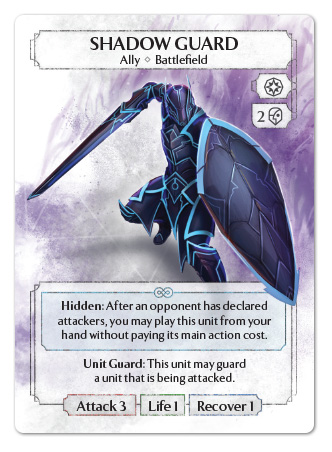 SHADOW GUARD
Ally ◇ Battlefield
2
Hidden: After an opponent has declared
attackers, you may play this unit from your
hand without paying its main action cost.
Unit Guard: This unit may guard
a unit that is being attacked.
Attack 3 Life 1 Recover 1